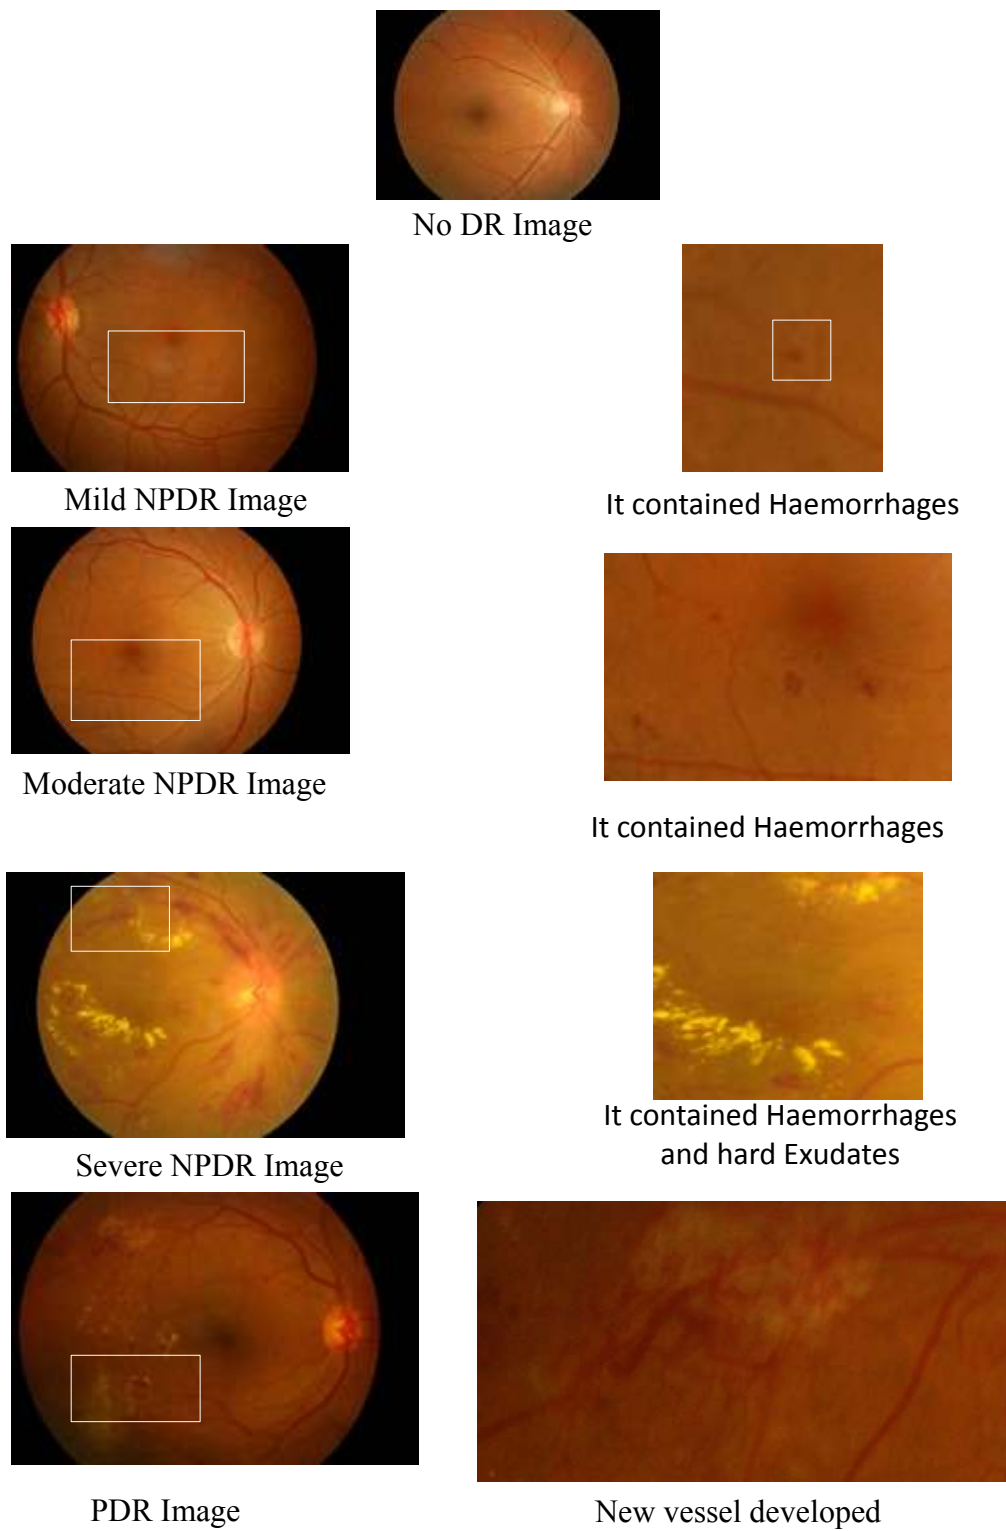 No DR Image
Mild NPDR Image
It contained Haemorrhages
Moderate NPDR Image
It contained Haemorrhages
Severe NPDR Image
It contained Haemorrhages
and hard Exudates
PDR Image
New vessel developed